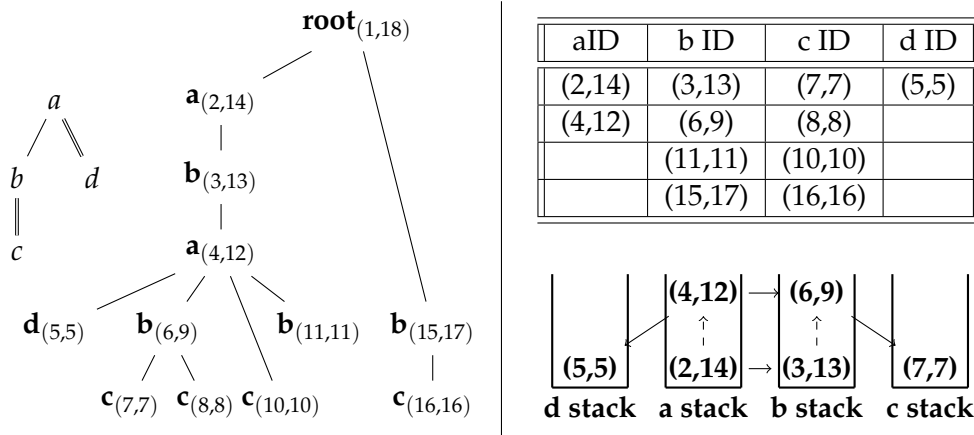 root(1,18)
a
b
d
c
a(2,14)
b(3,13)
a(4,12)
d(5,5) b(6,9) b(11,11) b(15,17)
c(7,7) c(8,8) c(10,10) c(16,16)
aID b ID c ID d ID
(2,14) (3,13) (7,7) (5,5)
(4,12) (6,9) (8,8)
(11,11) (10,10)
(15,17) (16,16)
(4,12) (6,9)
(5,5) (2,14) (3,13) (7,7)
d stack a stack b stack c stack